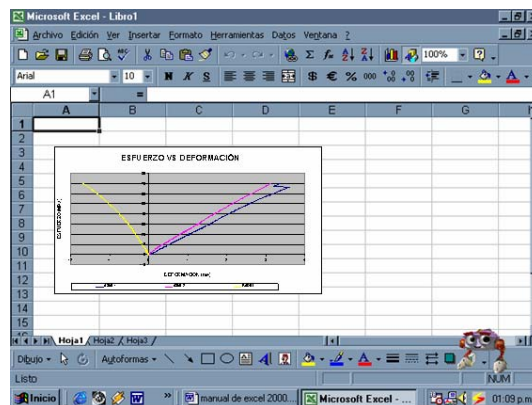 Microsoft Excel - Libro1
Archivo Edición Ver Insertar Formato Herramientas Datos Ventana ?
100%
Arial 10 N K S $ € % 000
A1 =
A B C D E F G
1
2
3
4
5
6
7
8
9
10
11
12
13
14
15
ESFUERZO VS DEFORMACIÓN
Hoja1 Hoja2 Hoja3
Dibujo Autoformas
Listo NUM
Inicio manual de excel 2000... Microsoft Excel - ... 01:09 p.m.